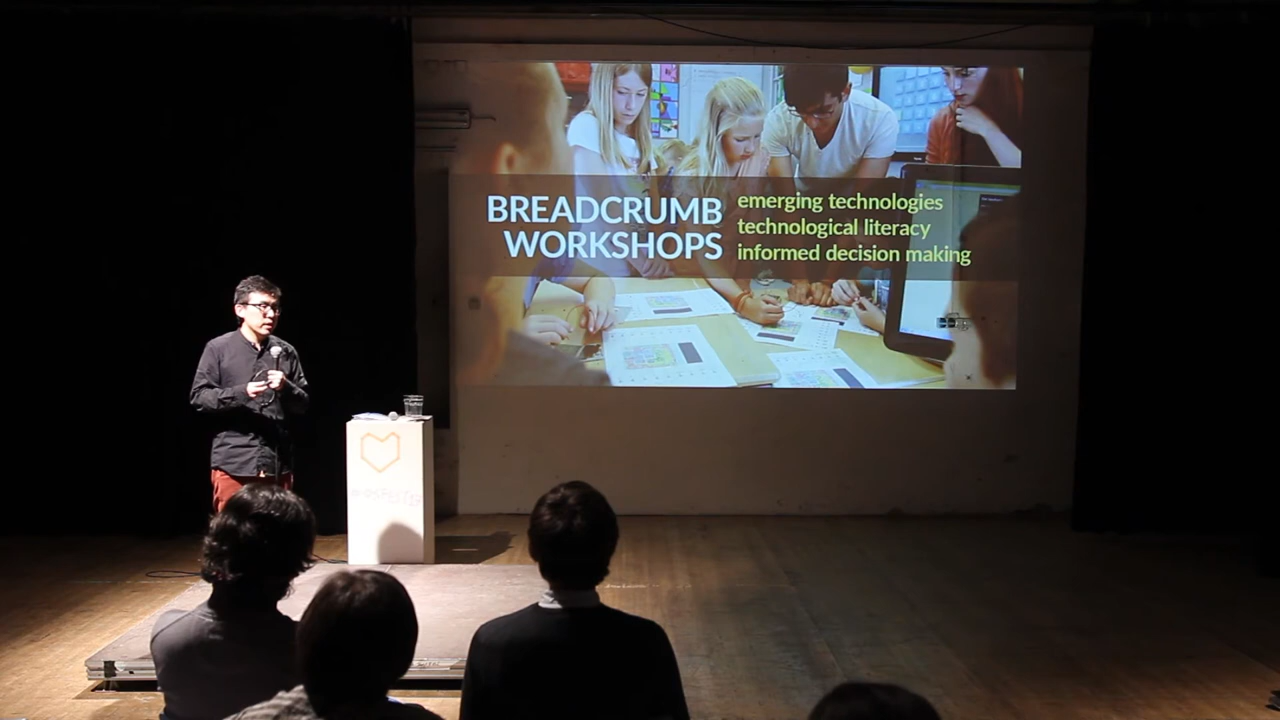 BREADCRUMB
WORKSHOPS
emerging technologies
technological literacy
informed decision making